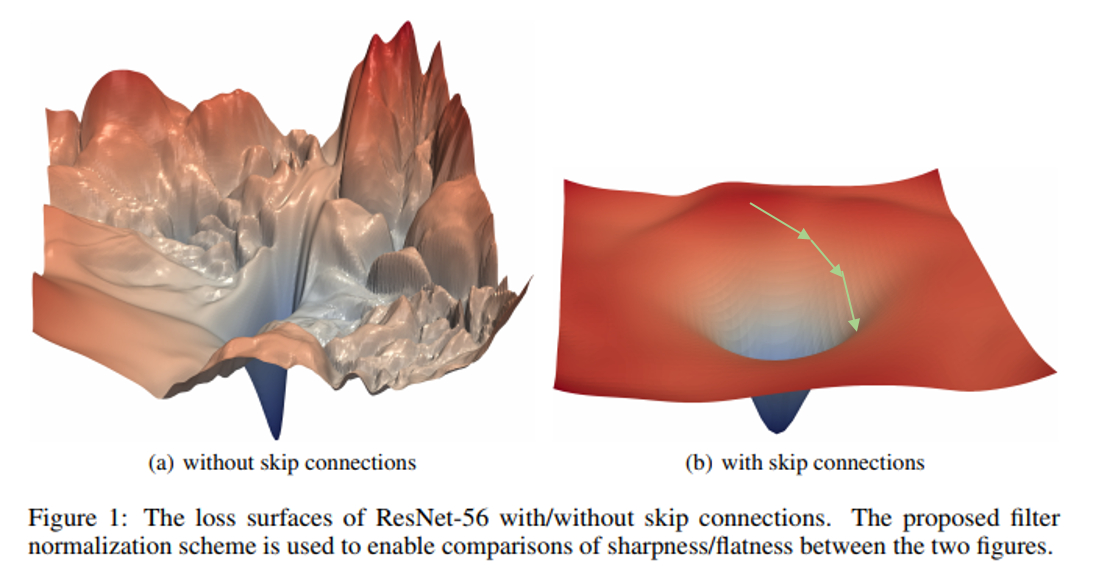 (a) without skip connections
(b) with skip connections
Figure 1: The loss surfaces of ResNet-56 with/without skip connections. The proposed filter
normalization scheme is used to enable comparisons of sharpness/flatness between the two figures.